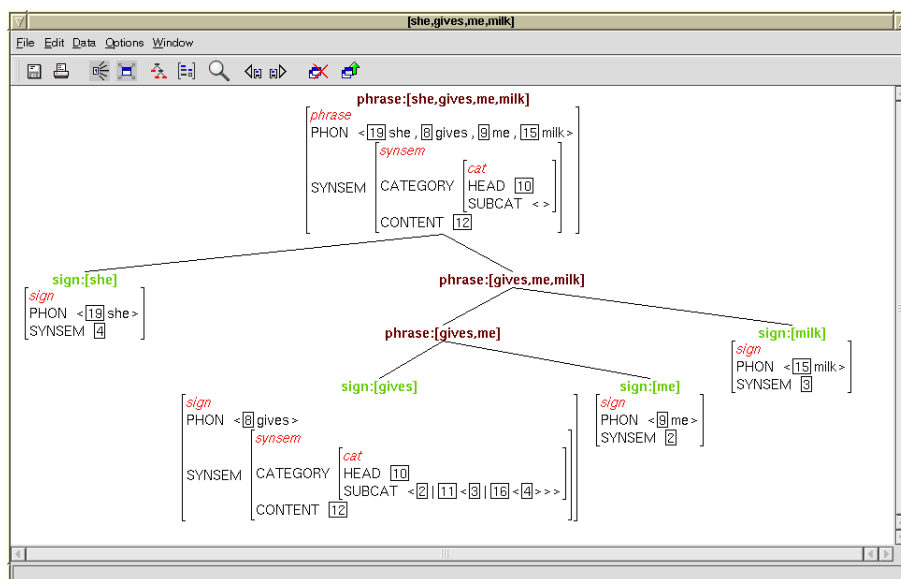 [she,gives,me,milk]
File Edit Data Options Window
phrase:[she,gives,me,milk]
phrase
PHON <19 she , 8 gives , 9 me , 15 milk>
synsem
cat
SYNSEM CATEGORY HEAD 10
SUBCAT < >
CONTENT 12
sign:[she]
sign
PHON <19 she>
SYNSEM 4
phrase:[gives,me,milk]
phrase:[gives,me]
sign:[milk]
sign
PHON <15 milk>
SYNSEM 3
sign:[gives]
sign
PHON <8 gives>
synsem
cat
SYNSEM CATEGORY HEAD 10
SUBCAT <2|11<3|16<4>>>
CONTENT 12
sign:[me]
sign
PHON <9 me>
SYNSEM 2